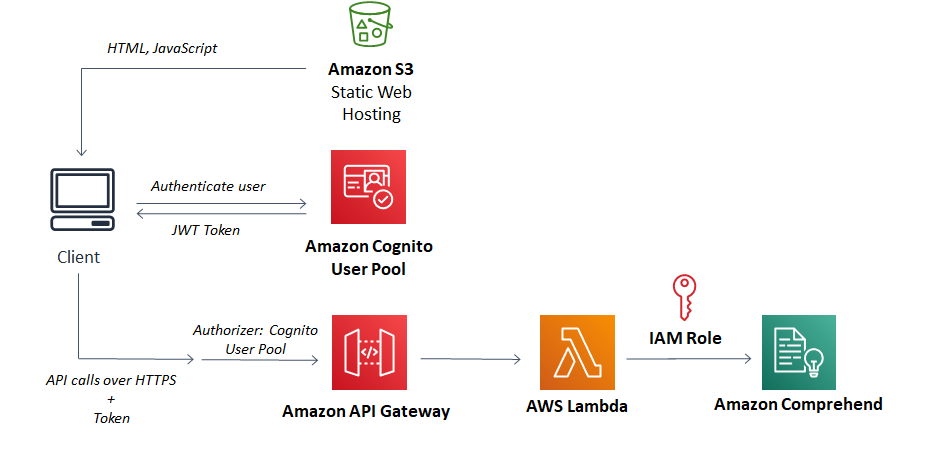 HTML, JavaScript
Amazon S3
Static Web
Hosting
Authenticate user
JWT Token
Client
Amazon Cognito
User Pool
Authorizer: Cognito
User Pool
IAM Role
API calls over HTTPS
+
Token
Amazon API Gateway
AWS Lambda
Amazon Comprehend